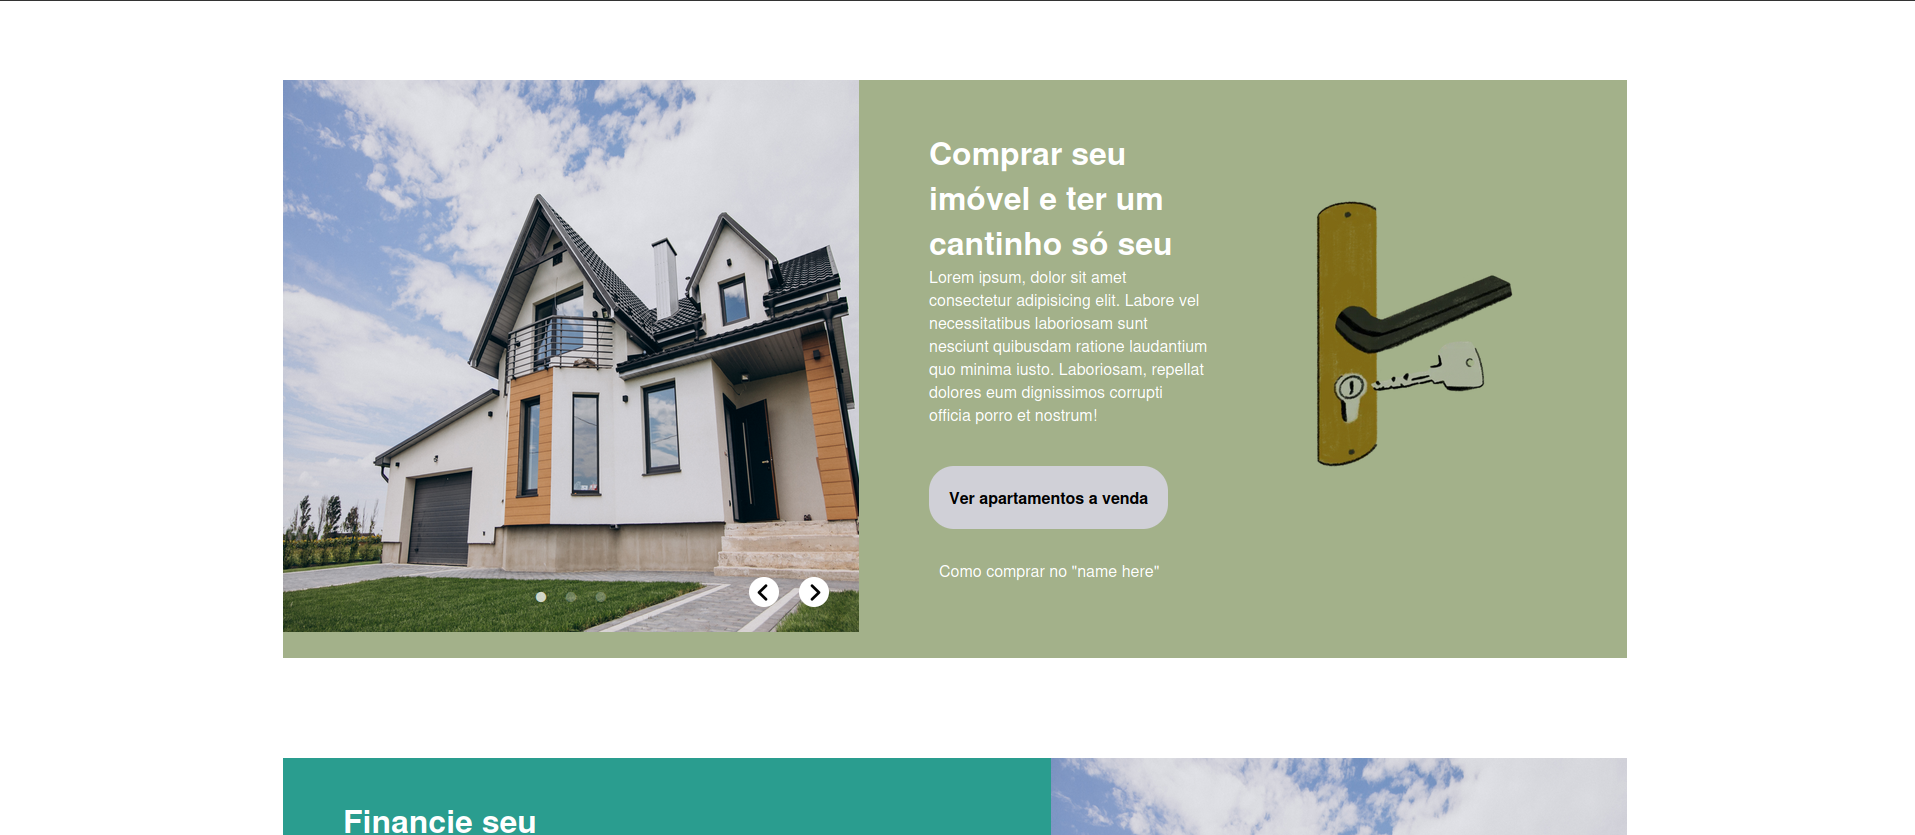 Comprar seu
imóvel e ter um
cantinho só seu
Lorem ipsum, dolor sit amet
consectetur adipisicing elit. Labore vel
necessitatibus laboriosam sunt
nesciunt quibusdam ratione laudantium
quo minima iusto. Laboriosam, repellat
dolores eum dignissimos corrupti
officia porro et nostrum!
Ver apartamentos a venda
Como comprar no "name here"
Financie seu